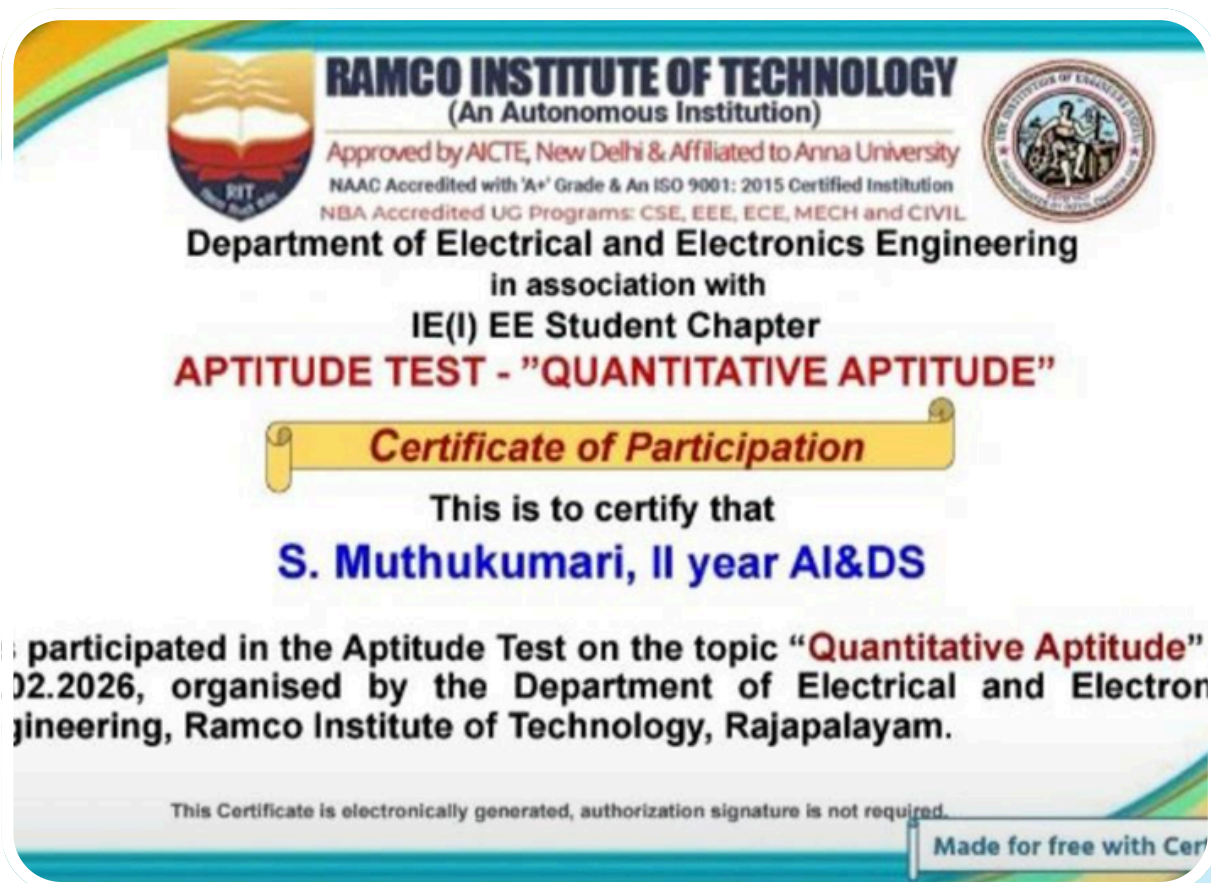 RAMCO INSTITUTE OF TECHNOLOGY
(An Autonomous Institution)
Approved by AICTE, New Delhi & Affiliated to Anna University
NAAC Accredited with 'A+' Grade & An ISO 9001: 2015 Certified Institution
NBA Accredited UG Programs: CSE, EEE, ECE, MECH and CIVIL
RIT
Department of Electrical and Electronics Engineering
in association with
IE(I) EE Student Chapter
APTITUDE TEST - ”QUANTITATIVE APTITUDE”
Certificate of Participation
This is to certify that
S. Muthukumari, II year AI&DS
participated in the Aptitude Test on the topic “Quantitative Aptitude”
02.2026, organised by the Department of Electrical and Electron
gineering, Ramco Institute of Technology, Rajapalayam.
This Certificate is electronically generated, authorization signature is not required.
Made for free with Cer